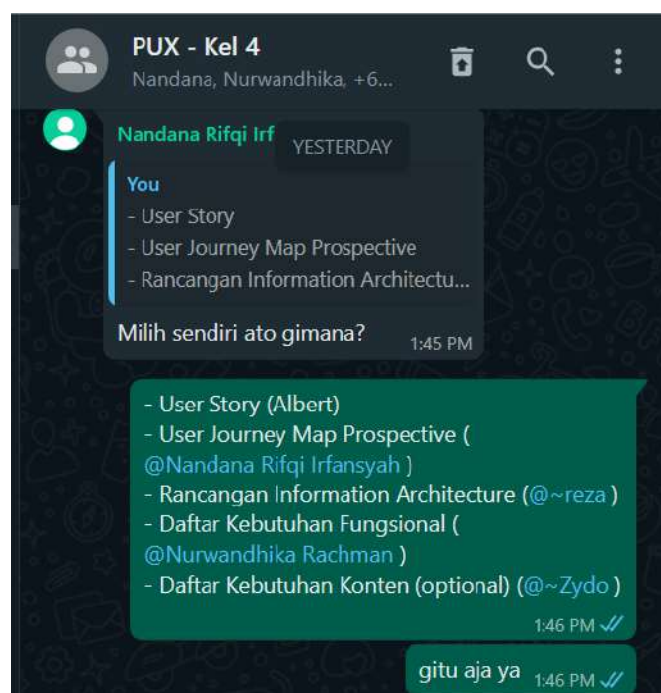 PUX - Kel 4
Nandana, Nurwandhika, +6...
Nandana Rifqi Irf
YESTERDAY
You
- User Story
- User Journey Map Prospective
- Rancangan Information Architectu...
Milih sendiri ato gimana?
1:45 PM
- User Story (Albert)
- User Journey Map Prospective (
@Nandana Rifqi Irfansyah )
- Rancangan Information Architecture (@~reza )
- Daftar Kebutuhan Fungsional (
@Nurwandhika Rachman )
- Daftar Kebutuhan Konten (optional) (@~Zydo )
1:46 PM
gitu aja ya
1:46 PM